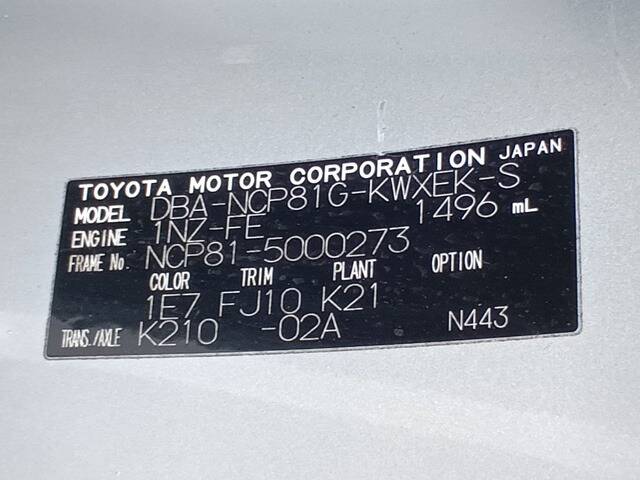 TOYOTA MOTOR CORPORATION JAPAN
MODEL DBA-NCP81G-KWXEK-S
ENGINE 1NZ-FE 1496 mL
FRAME No. NCP81-5000273
COLOR TRIM PLANT OPTION
1E7 FJ10 K21
TRANS./AXLE K210 -02A N443